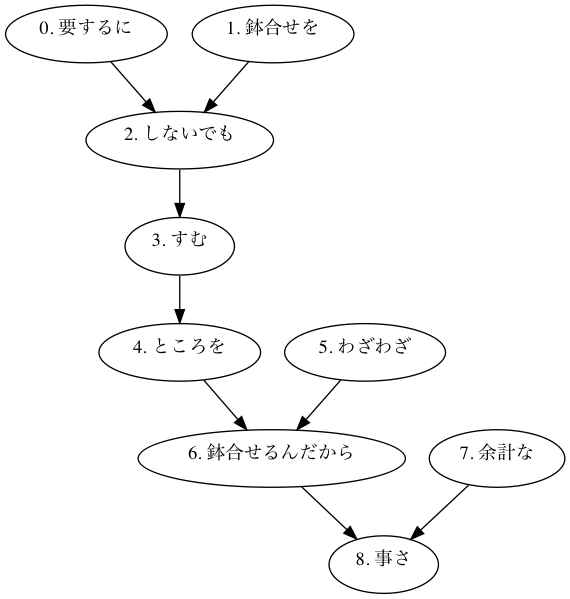 0. 要するに
1. 鉢合せを
2. しないでも
3. すむ
4. ところを
5. わざわざ
6. 鉢合せるんだから
7. 余計な
8. 事さ